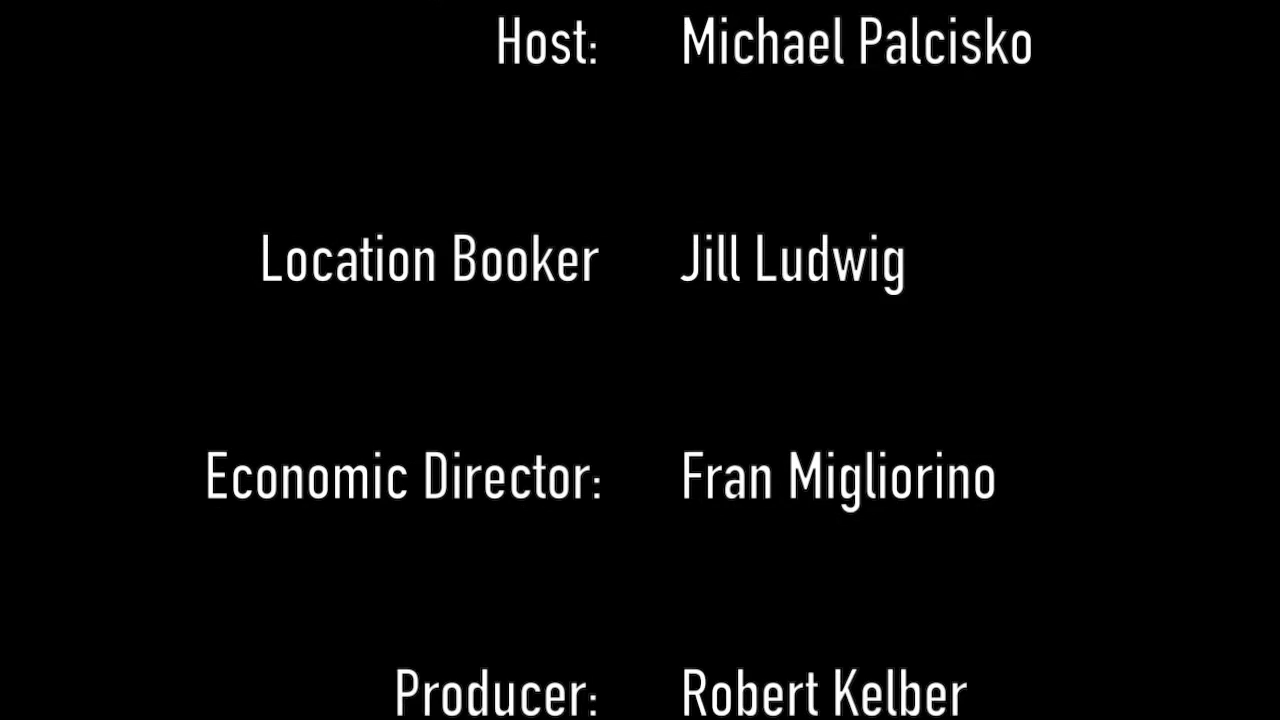 Host: Michael Palcisko
Location Booker Jill Ludwig
Economic Director: Fran Migliorino
Producer: Robert Kelber